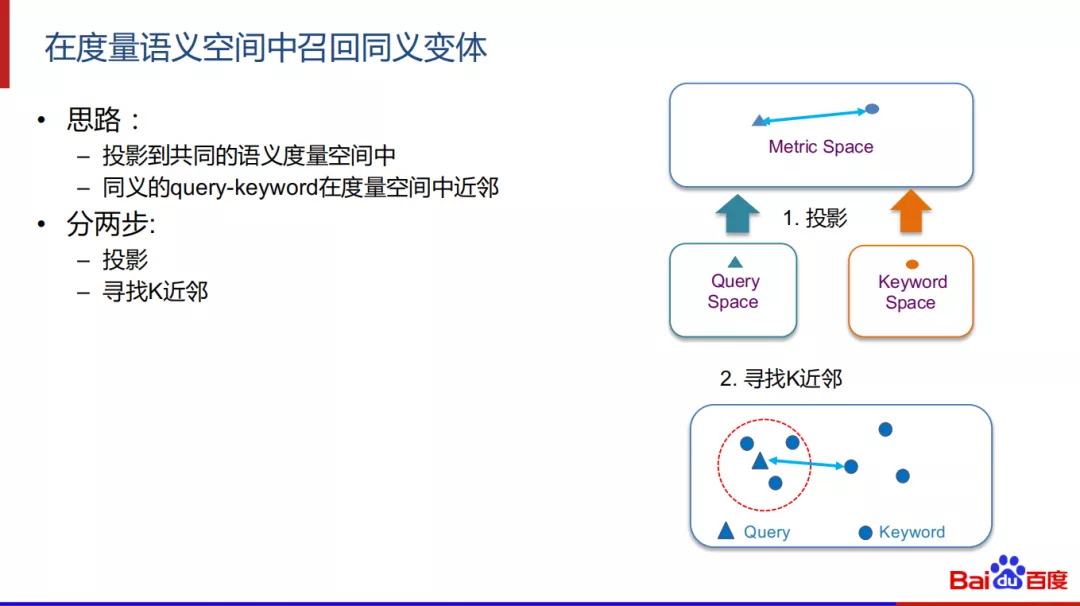 在度量语义空间中召回同义变体
• 思路：
– 投影到共同的语义度量空间中
– 同义的query-keyword在度量空间中近邻
• 分两步:
– 投影
– 寻找K近邻
Metric Space
1. 投影
Query
Space
Keyword
Space
2. 寻找K近邻
Query
Keyword
Bai du 百度